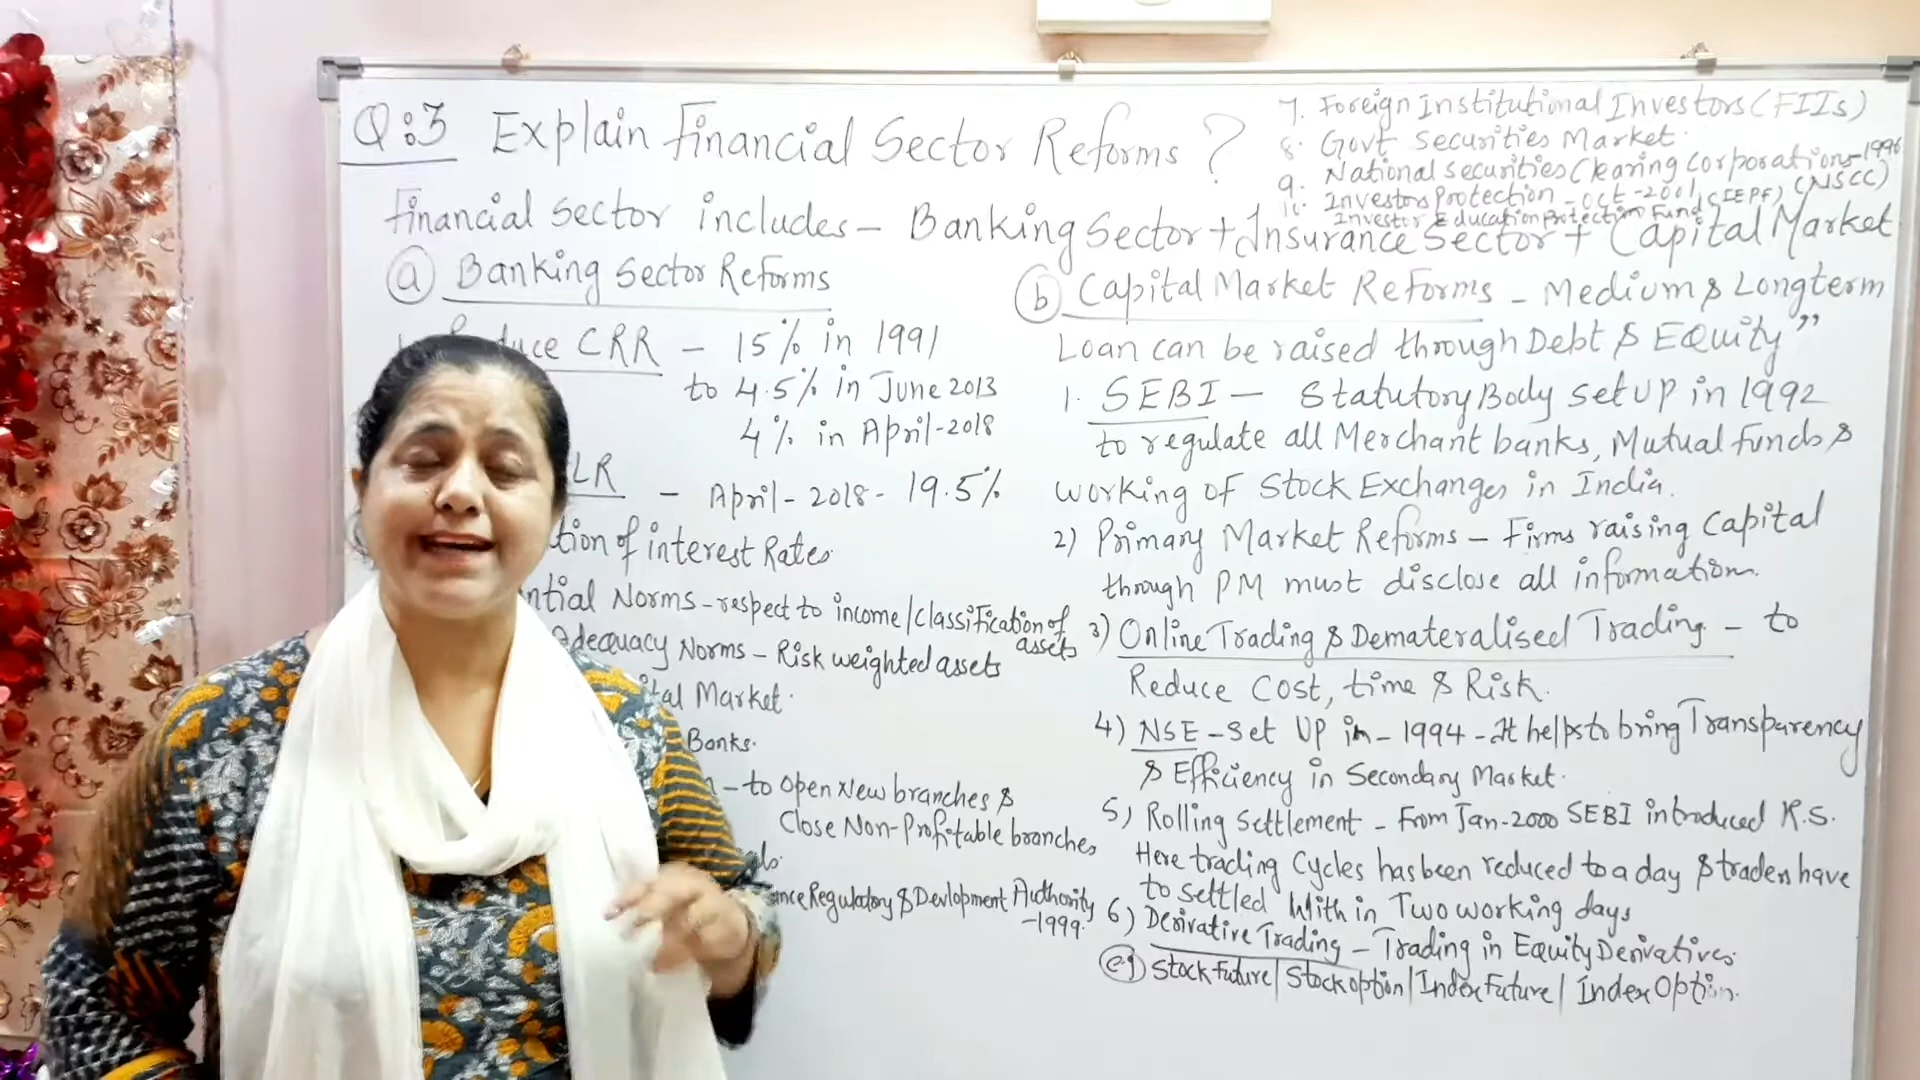 Q:3 Explain Financial Sector Reforms?
Financial Sector includes - Banking Sector + Insurance Sector + Capital Market
(a) Banking Sector Reforms
CRR - 15% in 1991
to 4.5% in June 2013
4% in April-2018
LR - April - 2018 - 19.5%
tion of interest Rates
ntial Norms - respect to income/classification of
assets
Adequacy Norms - Risk weighted assets
tal Market.
Banks.
- to Open New branches &
Close Non-Profitable branches
ance Regulatory & Devlopment Authority
-1999.
7. Foreign Institutional Investors (FIIs)
8. Govt Securities Market.
9. National Securities Clearing Corporation-1996
(NSCC)
10. Investors Protection - Oct-2001 (IEPF)
Investor Education Protection Fund
(b) Capital Market Reforms - Medium & Longterm
Loan can be raised through Debt & Equity"
1. SEBI - Statutory Body set up in 1992
to regulate all Merchant banks, Mutual funds &
working of Stock Exchanges in India.
2) Primary Market Reforms - Firms raising Capital
through PM must disclose all information.
3) Online Trading & Demateralised Trading - to
Reduce Cost, time & Risk.
4) NSE - Set Up in - 1994 - It helps to bring Transparency
& Efficiency in Secondary Market.
5) Rolling Settlement - From Jan-2000 SEBI introduced R.S.
Here trading Cycles has been reduced to a day & trades have
to settled With in Two working days
6) Derivative Trading - Trading in Equity Derivatives.
(eg) Stock Future/ Stock option/ Index Future/ Index Option.